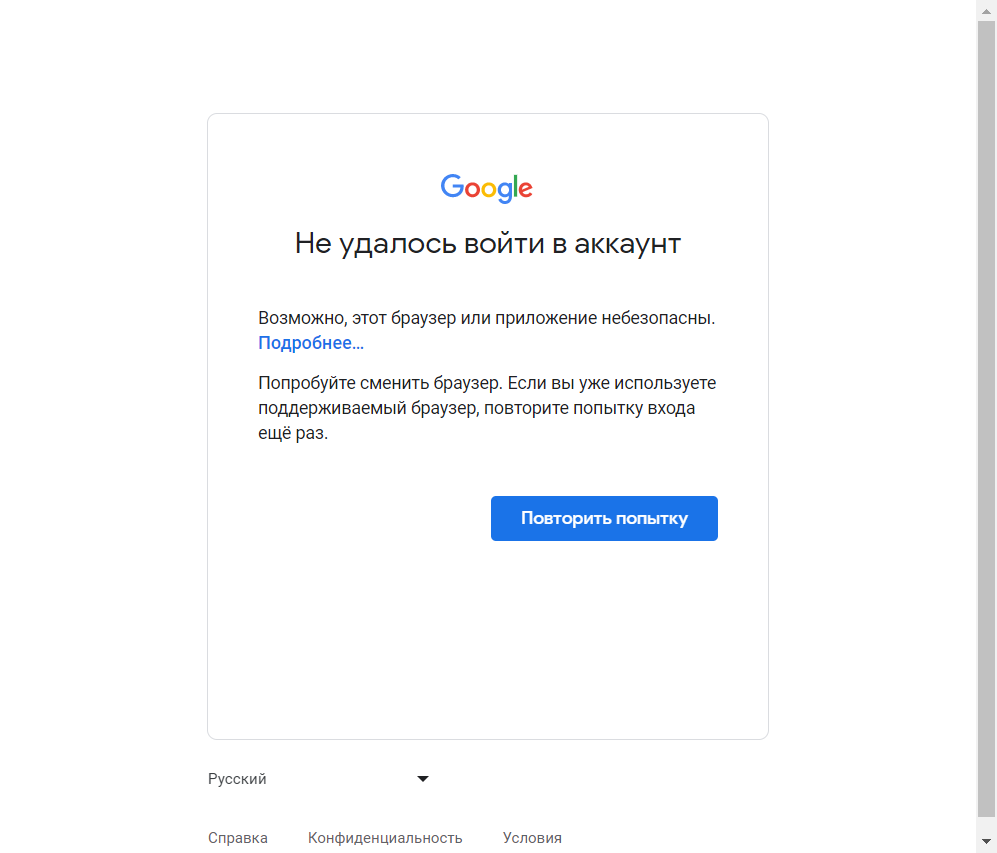 Google
Не удалось войти в аккаунт
Возможно, этот браузер или приложение небезопасны.
Подробнее...
Попробуйте сменить браузер. Если вы уже используете
поддерживаемый браузер, повторите попытку входа
ещё раз.
Повторить попытку
Русский
Справка Конфиденциальность Условия